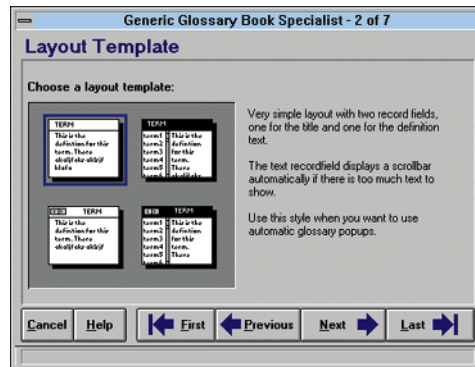 Generic Glossary Book Specialist - 2 of 7
Layout Template
Choose a layout template:
TERM
This is the
definition for this
term. There
TERM
term1 This is the
term2 definition
term3 for this
term4 term.
term5 There
TERM
This is the
definition for this
term. There
TERM
term1 This is the
term2 definition
term3 for this
term4 term.
term5 There
Very simple layout with two record fields,
one for the title and one for the definition
text.
The text recordfield displays a scrollbar
automatically if there is too much text to
show.
Use this style when you want to use
automatic glossary popups.
Cancel Help First Previous Next Last